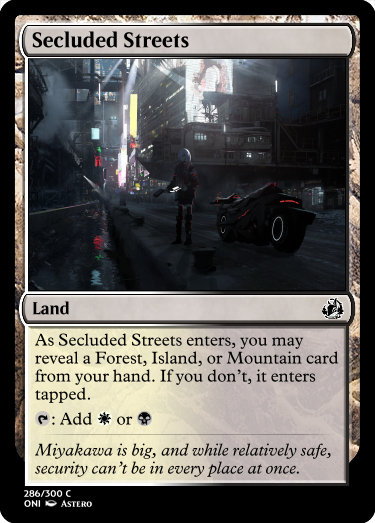 Secluded Streets
Land
As Secluded Streets enters, you may
reveal a Forest, Island, or Mountain card
from your hand. If you don't, it enters
tapped.
: Add or
Miyakawa is big, and while relatively safe,
security can't be in every place at once.
286/300 C
ONI Astero